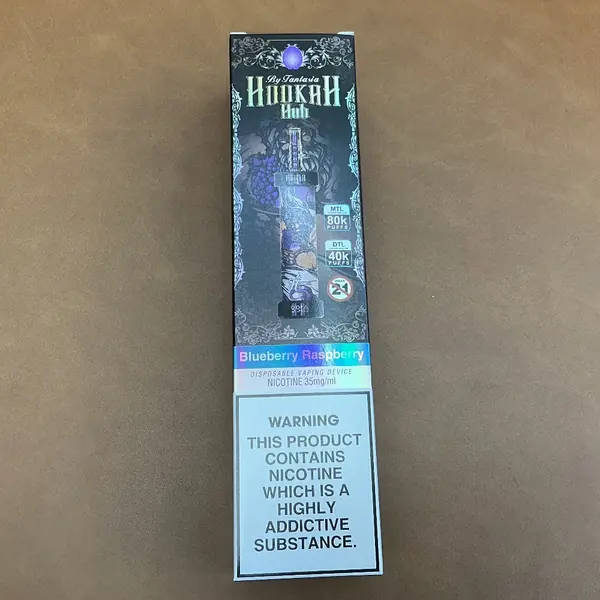 By Fantasia
HOOKAH
Hub
MTL
80k
PUFFS
DTL
40k
PUFFS
21
Blueberry Raspberry
DISPOSABLE VAPING DEVICE
NICOTINE 35mg/ml
WARNING
THIS PRODUCT
CONTAINS
NICOTINE
WHICH IS A
HIGHLY
ADDICTIVE
SUBSTANCE.